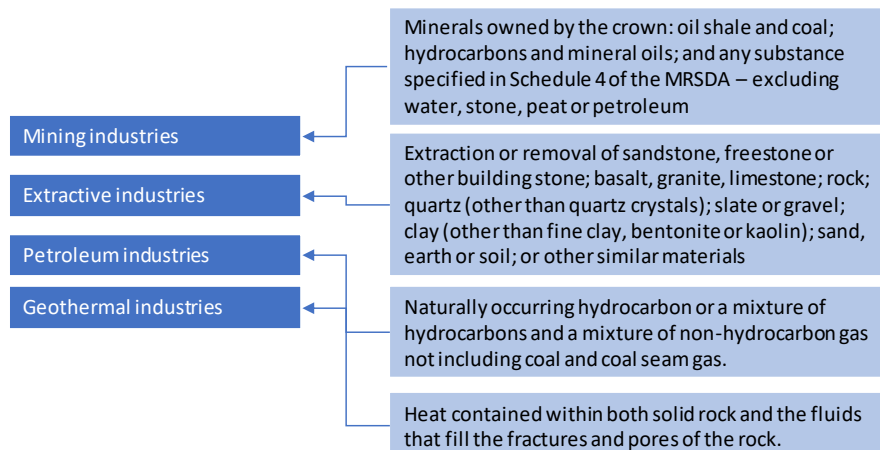 Mining industries
Extractive industries
Petroleum industries
Geothermal industries
Minerals owned by the crown: oil shale and coal;
hydrocarbons and mineral oils; and any substance
specified in Schedule 4 of the MRSDA – excluding
water, stone, peat or petroleum
Extraction or removal of sandstone, freestone or
other building stone; basalt, granite, limestone; rock;
quartz (other than quartz crystals); slate or gravel;
clay (other than fine clay, bentonite or kaolin); sand,
earth or soil; or other similar materials
Naturally occurring hydrocarbon or a mixture of
hydrocarbons and a mixture of non-hydrocarbon gas
not including coal and coal seam gas.
Heat contained within both solid rock and the fluids
that fill the fractures and pores of the rock.